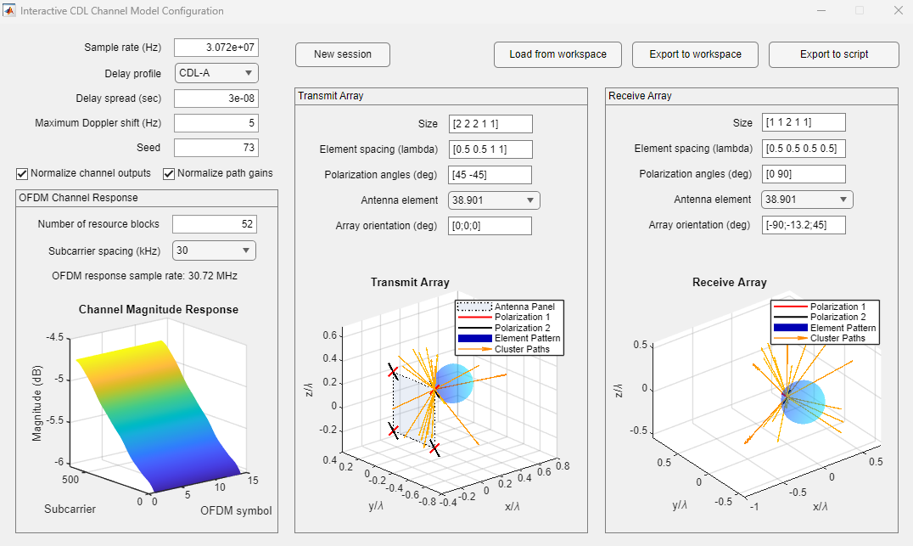 Interactive CDL Channel Model Configuration
Sample rate (Hz) 3.072e+07
Delay profile CDL-A
Delay spread (sec) 3e-08
Maximum Doppler shift (Hz) 5
Seed 73
Normalize channel outputs Normalize path gains
OFDM Channel Response
Number of resource blocks 52
Subcarrier spacing (kHz) 30
OFDM response sample rate: 30.72 MHz
Channel Magnitude Response
-4.5
-5
-5.5
-6
Magnitude (dB)
500
0
0
5
10
15
Subcarrier
OFDM symbol
New session
Load from workspace
Export to workspace
Export to script
Transmit Array
Size [2 2 2 1 1]
Element spacing (lambda) [0.5 0.5 1 1]
Polarization angles (deg) [45 -45]
Antenna element 38.901
Array orientation (deg) [0;0;0]
Transmit Array
Antenna Panel
Polarization 1
Polarization 2
Element Pattern
Cluster Paths
0.6
0.4
0.2
0
-0.2
z/λ
0.4
0.2
0
-0.2
-0.4
-0.6
-0.8
y/λ
-0.4
-0.2
0
0.2
0.4
0.6
0.8
x/λ
Receive Array
Size [1 1 2 1 1]
Element spacing (lambda) [0.5 0.5 0.5 0.5]
Polarization angles (deg) [0 90]
Antenna element 38.901
Array orientation (deg) [-90;-13.2;45]
Receive Array
Polarization 1
Polarization 2
Element Pattern
Cluster Paths
0.5
0
-0.5
z/λ
0.5
0
-0.5
y/λ
-1
-0.5
0
0.5
x/λ